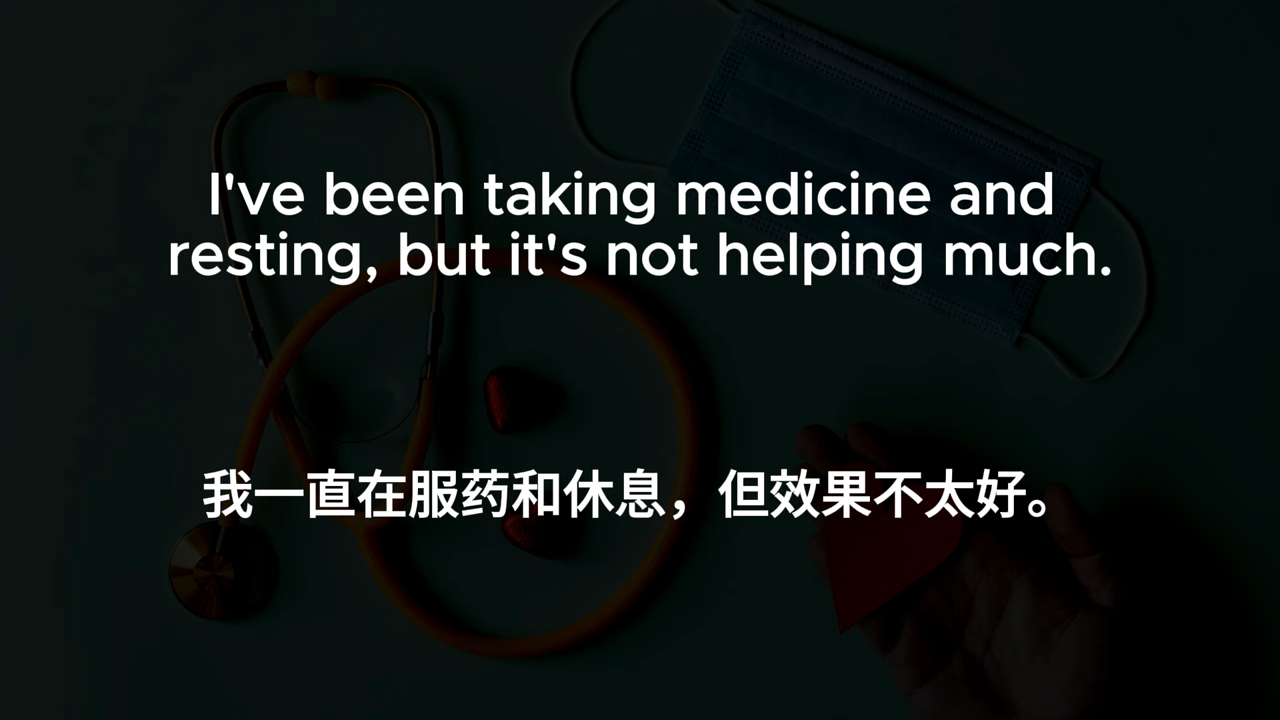 I've been taking medicine and
resting, but it's not helping much.
我一直在服药和休息，但效果不太好。